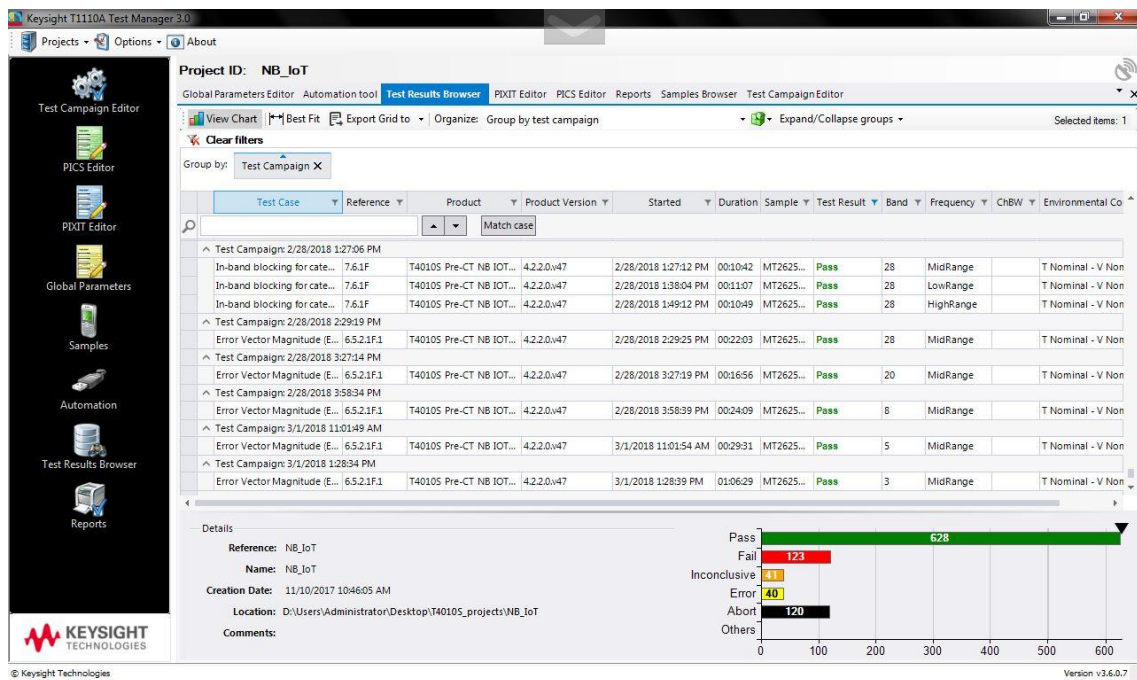 Keysight T1110A Test Manager 3.0
Projects Options About
Project ID: NB_IoT
Global Parameters Editor Automation tool Test Results Browser PIXIT Editor PICS Editor Reports Samples Browser Test Campaign Editor
View Chart Best Fit Export Grid to Organize: Group by test campaign Expand/Collapse groups Selected items: 1
Clear filters
Group by: Test Campaign X
Test Case Reference Product Product Version Started Duration Sample Test Result Band Frequency ChBW Environmental Co
Match case
Test Campaign: 2/28/2018 1:27:06 PM
In-band blocking for cate... 7.6.1F T4010S Pre-CT NB IOT... 4.2.2.0.v47 2/28/2018 1:27:12 PM 00:10:42 MT2625... Pass 28 MidRange T Nominal - V Non
In-band blocking for cate... 7.6.1F T4010S Pre-CT NB IOT... 4.2.2.0.v47 2/28/2018 1:38:04 PM 00:11:07 MT2625... Pass 28 LowRange T Nominal - V Non
In-band blocking for cate... 7.6.1F T4010S Pre-CT NB IOT... 4.2.2.0.v47 2/28/2018 1:49:12 PM 00:10:49 MT2625... Pass 28 HighRange T Nominal - V Non
Test Campaign: 2/28/2018 2:29:19 PM
Error Vector Magnitude (E... 6.5.2.1F.1 T4010S Pre-CT NB IOT... 4.2.2.0.v47 2/28/2018 2:29:25 PM 00:22:03 MT2625... Pass 28 MidRange T Nominal - V Non
Test Campaign: 2/28/2018 3:27:14 PM
Error Vector Magnitude (E... 6.5.2.1F.1 T4010S Pre-CT NB IOT... 4.2.2.0.v47 2/28/2018 3:27:19 PM 00:16:56 MT2625... Pass 20 MidRange T Nominal - V Non
Test Campaign: 2/28/2018 3:58:34 PM
Error Vector Magnitude (E... 6.5.2.1F.1 T4010S Pre-CT NB IOT... 4.2.2.0.v47 2/28/2018 3:58:39 PM 00:24:09 MT2625... Pass 8 MidRange T Nominal - V Non
Test Campaign: 3/1/2018 11:01:49 AM
Error Vector Magnitude (E... 6.5.2.1F.1 T4010S Pre-CT NB IOT... 4.2.2.0.v47 3/1/2018 11:01:54 AM 00:29:31 MT2625... Pass 5 MidRange T Nominal - V Non
Test Campaign: 3/1/2018 1:28:34 PM
Error Vector Magnitude (E... 6.5.2.1F.1 T4010S Pre-CT NB IOT... 4.2.2.0.v47 3/1/2018 1:28:39 PM 01:06:29 MT2625... Pass 3 MidRange T Nominal - V Non
Test Campaign Editor
PICS Editor
PIXIT Editor
Global Parameters
Samples
Automation
Test Results Browser
Reports
KEYSIGHT
TECHNOLOGIES
Details
Reference: NB_IoT
Name: NB_IoT
Creation Date: 11/10/2017 10:46:05 AM
Location: D:\Users\Administrator\Desktop\T4010S_projects\NB_IoT
Comments:
Pass 628
Fail 123
Inconclusive 41
Error 40
Abort 120
Others
0 100 200 300 400 500 600
© Keysight Technologies Version v3.6.0.7